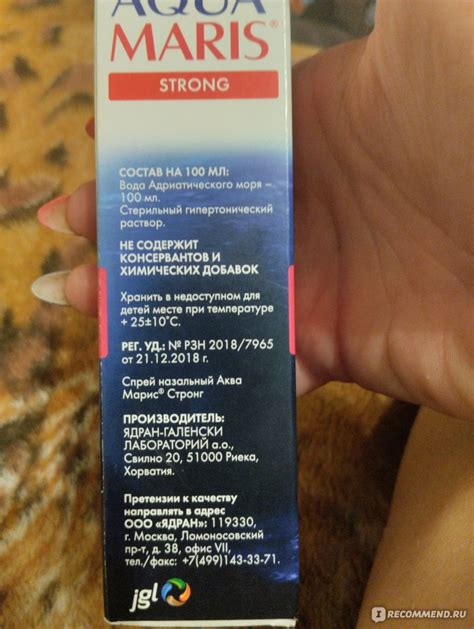 AQUA
MARIS®
STRONG
СОСТАВ НА 100 МЛ:
Вода Адриатического моря –
100 мл.
Стерильный гипертонический
раствор.
НЕ СОДЕРЖИТ
КОНСЕРВАНТОВ И
ХИМИЧЕСКИХ ДОБАВОК
Хранить в недоступном для
детей месте при температуре
+ 25±10°С.
РЕГ. УД.: № РЗН 2018/7965
от 21.12.2018 г.
Спрей назальный Аква
Марис® Стронг
ПРОИЗВОДИТЕЛЬ:
ЯДРАН-ГАЛЕНСКИ
ЛАБОРАТОРИЙ а.о.,
Свилно 20, 51000 Риека,
Хорватия.
Претензии к качеству
направлять в адрес
ООО «ЯДРАН»: 119330,
г. Москва, Ломоносовский
пр-т, д. 38, офис VII,
тел./факс: +7(499)143-33-71.
jgl
IRECOMMEND.RU